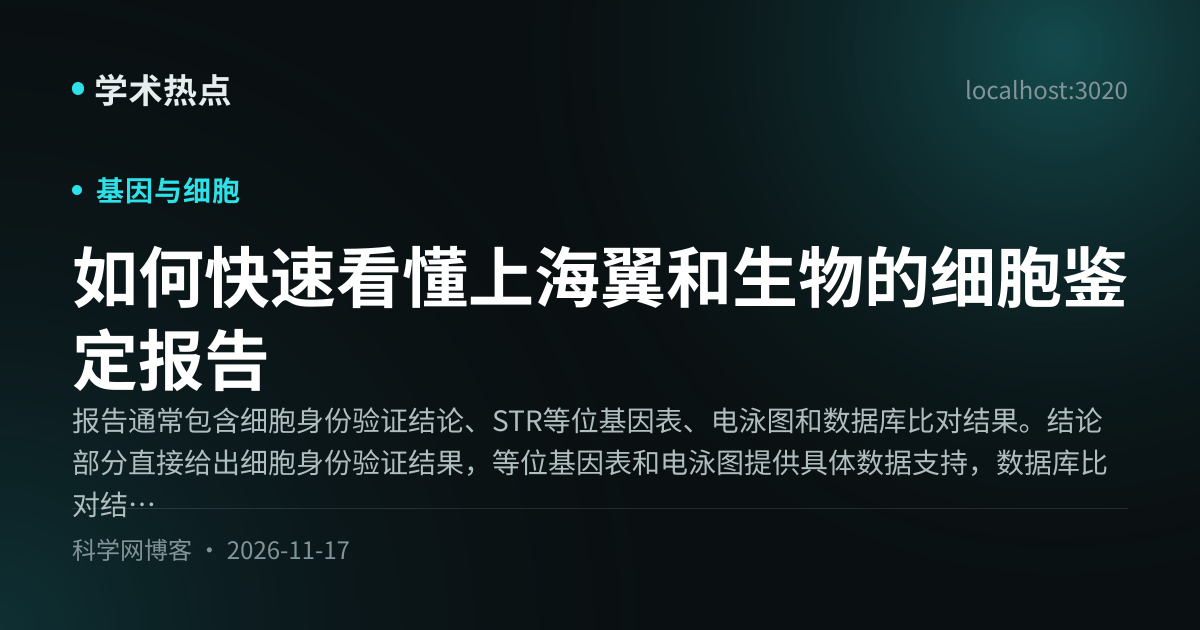 学术热点
localhost:3020
基因与细胞
如何快速看懂上海翼和生物的细胞鉴
定报告
报告通常包含细胞身份验证结论、STR等位基因表、电泳图和数据库比对结果。结论
部分直接给出细胞身份验证结果，等位基因表和电泳图提供具体数据支持，数据库比
对结…
科学网博客 · 2026-11-17